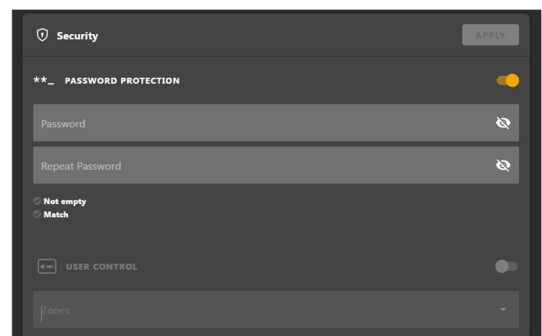 Security
APPLY
**_ PASSWORD PROTECTION
Password
Repeat Password
Not empty
Match
USER CONTROL
Zones